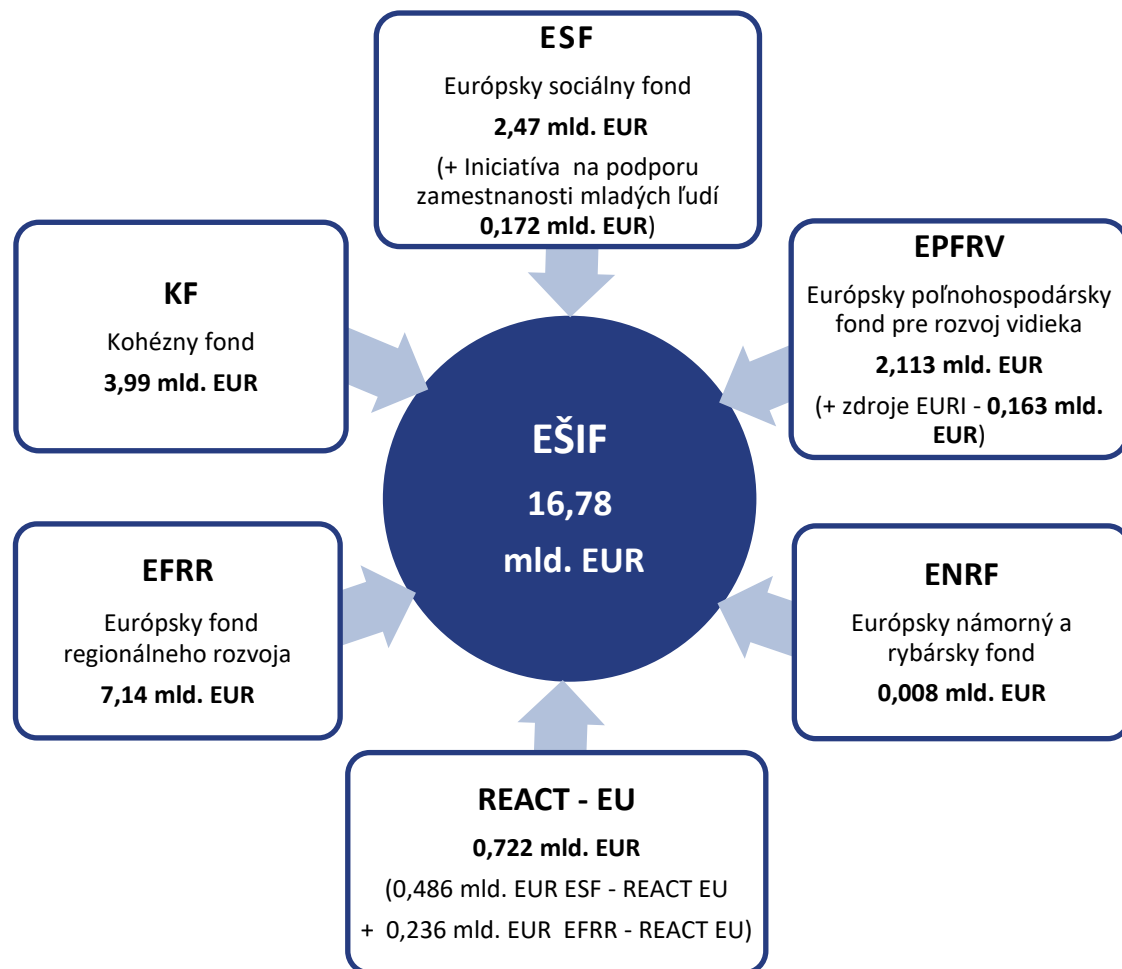 ESF
Európsky sociálny fond
2,47 mld. EUR
(+ Iniciatíva na podporu
zamestnanosti mladých ľudí
0,172 mld. EUR)
KF
Kohézny fond
3,99 mld. EUR
EPFRV
Európsky poľnohospodársky
fond pre rozvoj vidieka
2,113 mld. EUR
(+ zdroje EURI - 0,163 mld.
EUR)
EŠIF
16,78
mld. EUR
EFRR
Európsky fond
regionálneho rozvoja
7,14 mld. EUR
ENRF
Európsky námorný a
rybársky fond
0,008 mld. EUR
REACT - EU
0,722 mld. EUR
(0,486 mld. EUR ESF - REACT EU
+ 0,236 mld. EUR EFRR - REACT EU)